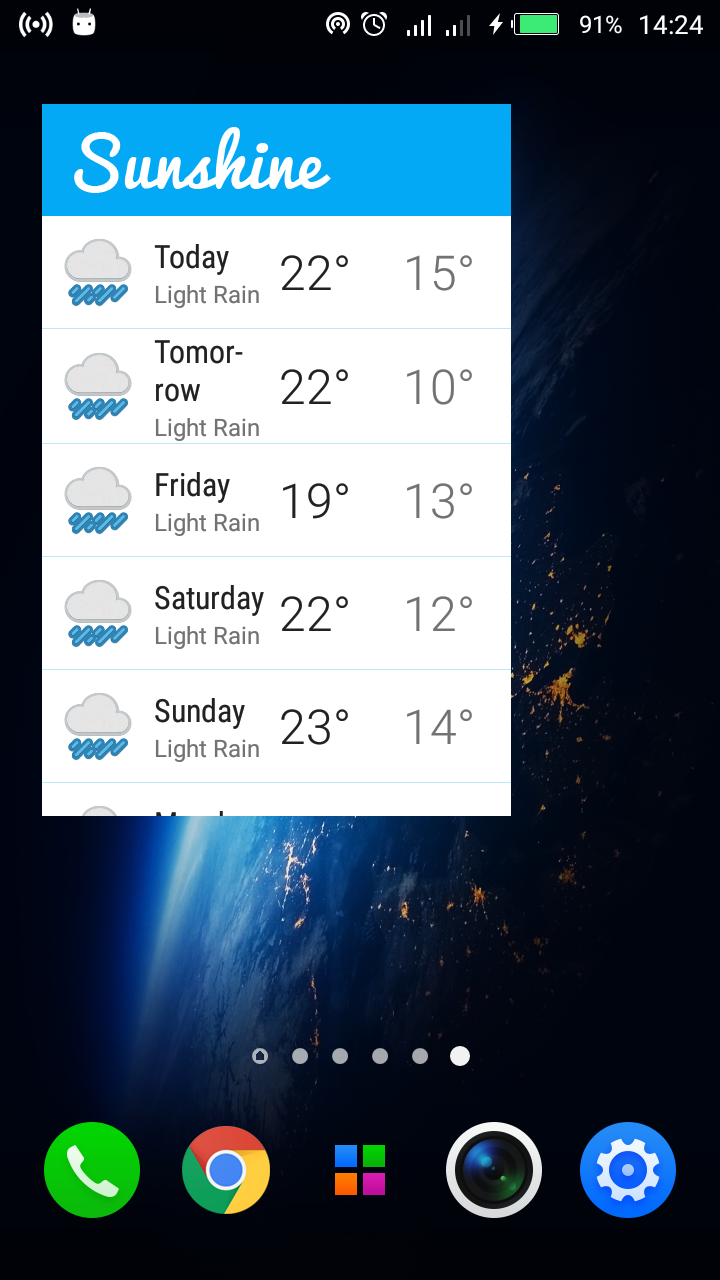 91% 14:24
Sunshine
Today
Light Rain
22° 15°
Tomor-
row
Light Rain
22° 10°
Friday
Light Rain
19° 13°
Saturday
Light Rain
22° 12°
Sunday
Light Rain
23° 14°